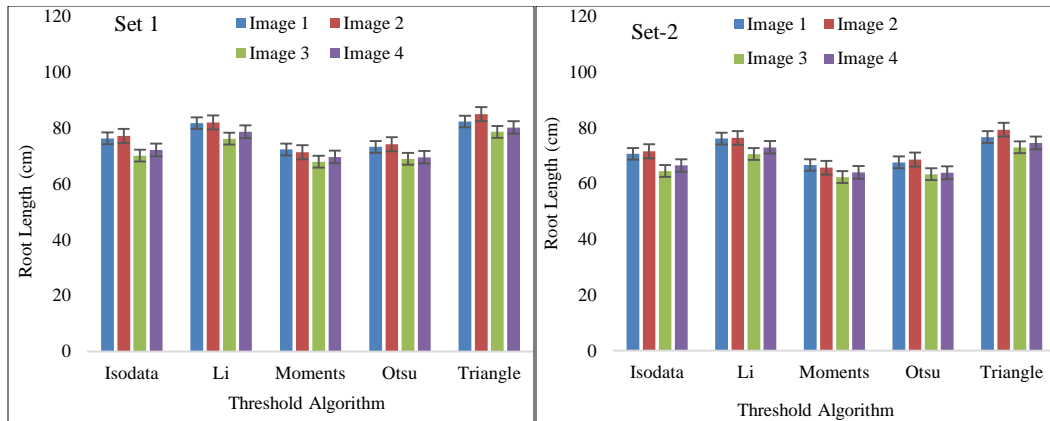 120
Set 1
Image 1 Image 2
Image 3 Image 4
100
80
60
40
20
0
Root Length (cm)
Isodata Li Moments Otsu Triangle
Threshold Algorithm
120
Set-2
Image 1 Image 2
Image 3 Image 4
100
80
60
40
20
0
Root Length (cm)
Isodata Li Moments Otsu Triangle
Threshold Algorithm